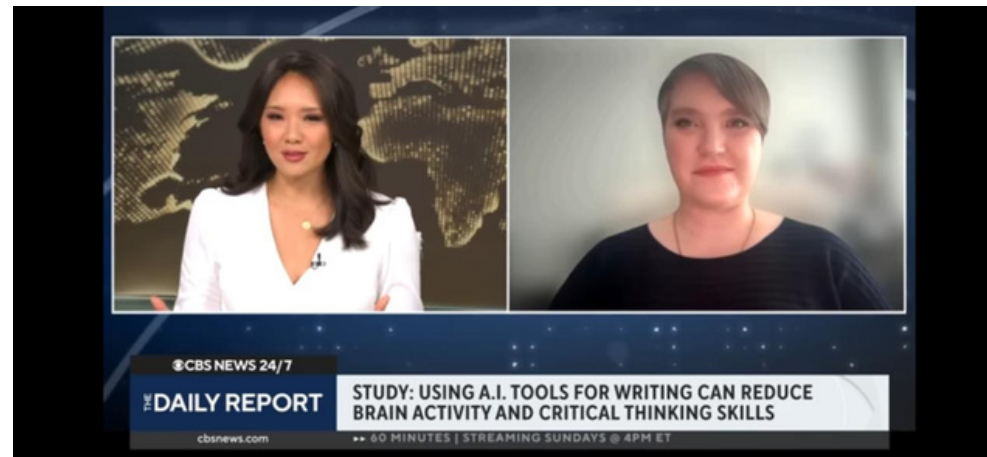 CBS NEWS 24/7
THE DAILY REPORT
STUDY: USING A.I. TOOLS FOR WRITING CAN REDUCE
BRAIN ACTIVITY AND CRITICAL THINKING SKILLS
cbsnews.com
60 MINUTES | STREAMING SUNDAYS @ 4PM ET